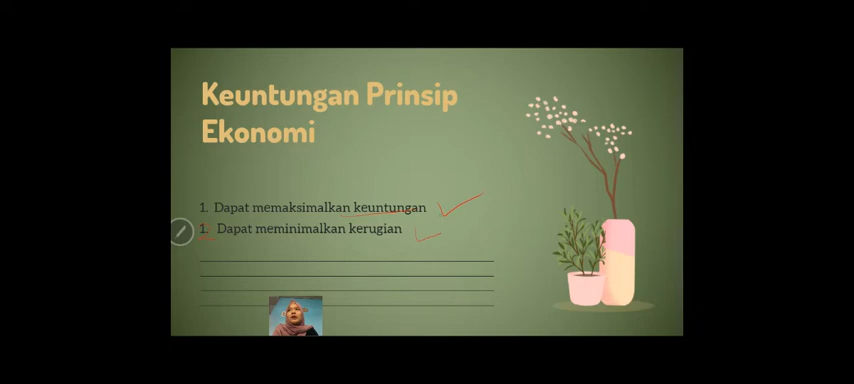 Keuntungan Prinsip
Ekonomi
1. Dapat memaksimalkan keuntungan
1. Dapat meminimalkan kerugian